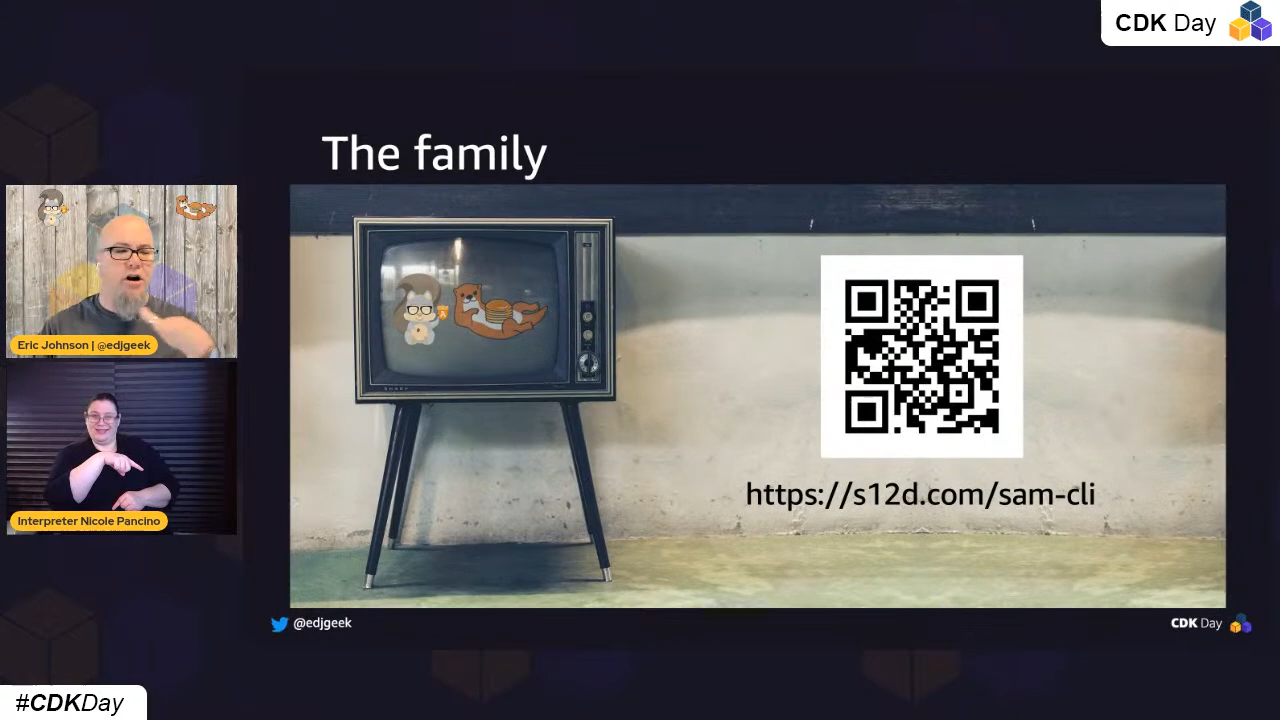 CDK Day
The family
Eric Johnson | @edjgeek
Interpreter Nicole Pancino
https://s12d.com/sam-cli
@edjgeek
CDK Day
#CDKDay